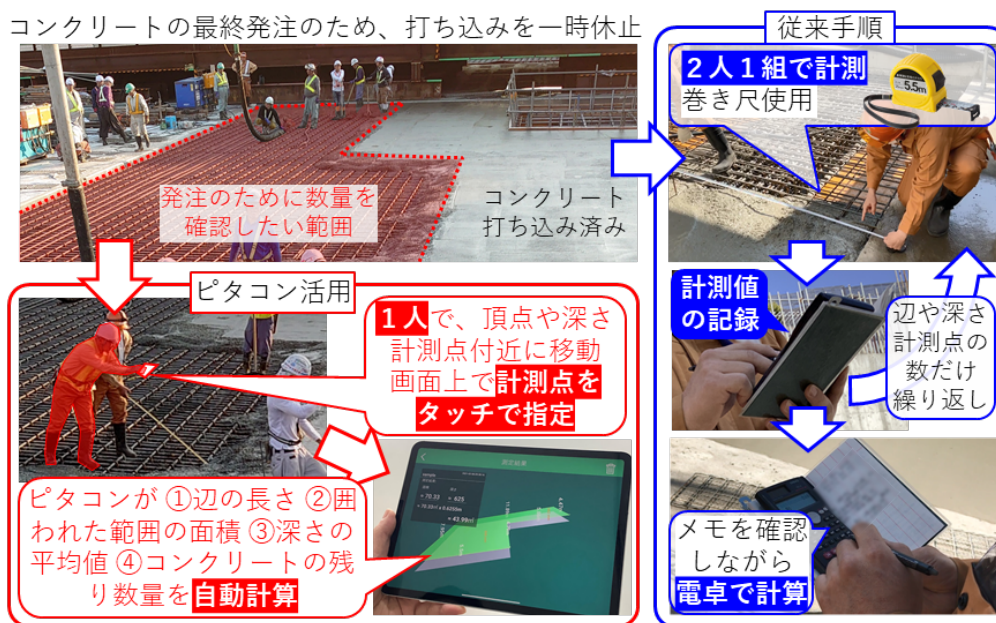 コンクリートの最終発注のため、打ち込みを一時休止
発注のために数量を
確認したい範囲
コンクリート
打ち込み済み
従来手順
２人１組で計測
巻き尺使用
5.5m
計測値
の記録
辺や深さ
計測点の
数だけ
繰り返し
メモを確認
しながら
電卓で計算
ピタコン活用
１人で、頂点や深さ
計測点付近に移動
画面上で計測点を
タッチで指定
ピタコンが ①辺の長さ ②囲
われた範囲の面積 ③深さの
平均値 ④コンクリートの残
り数量を自動計算
測定結果